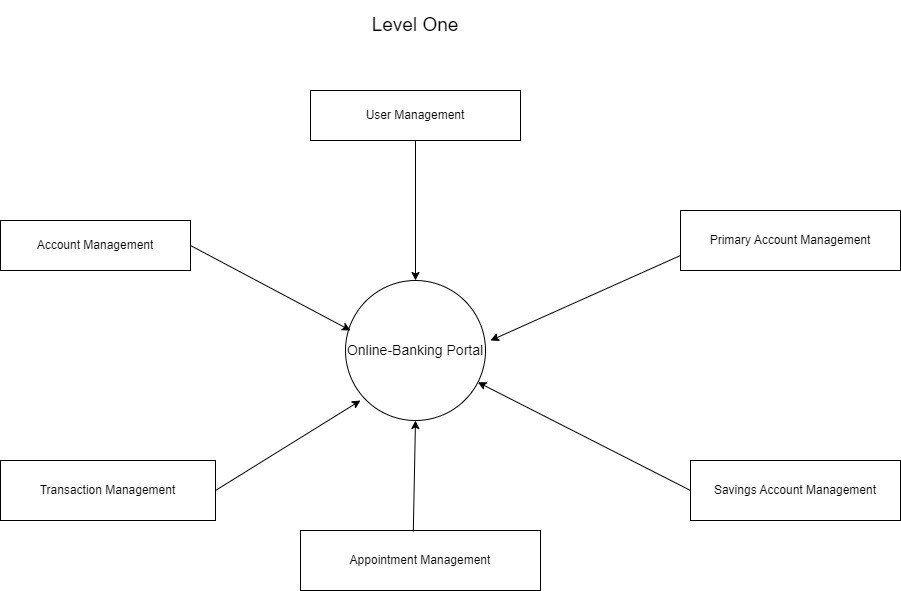 Level One
User Management
Account Management
Primary Account Management
Online-Banking Portal
Transaction Management
Savings Account Management
Appointment Management